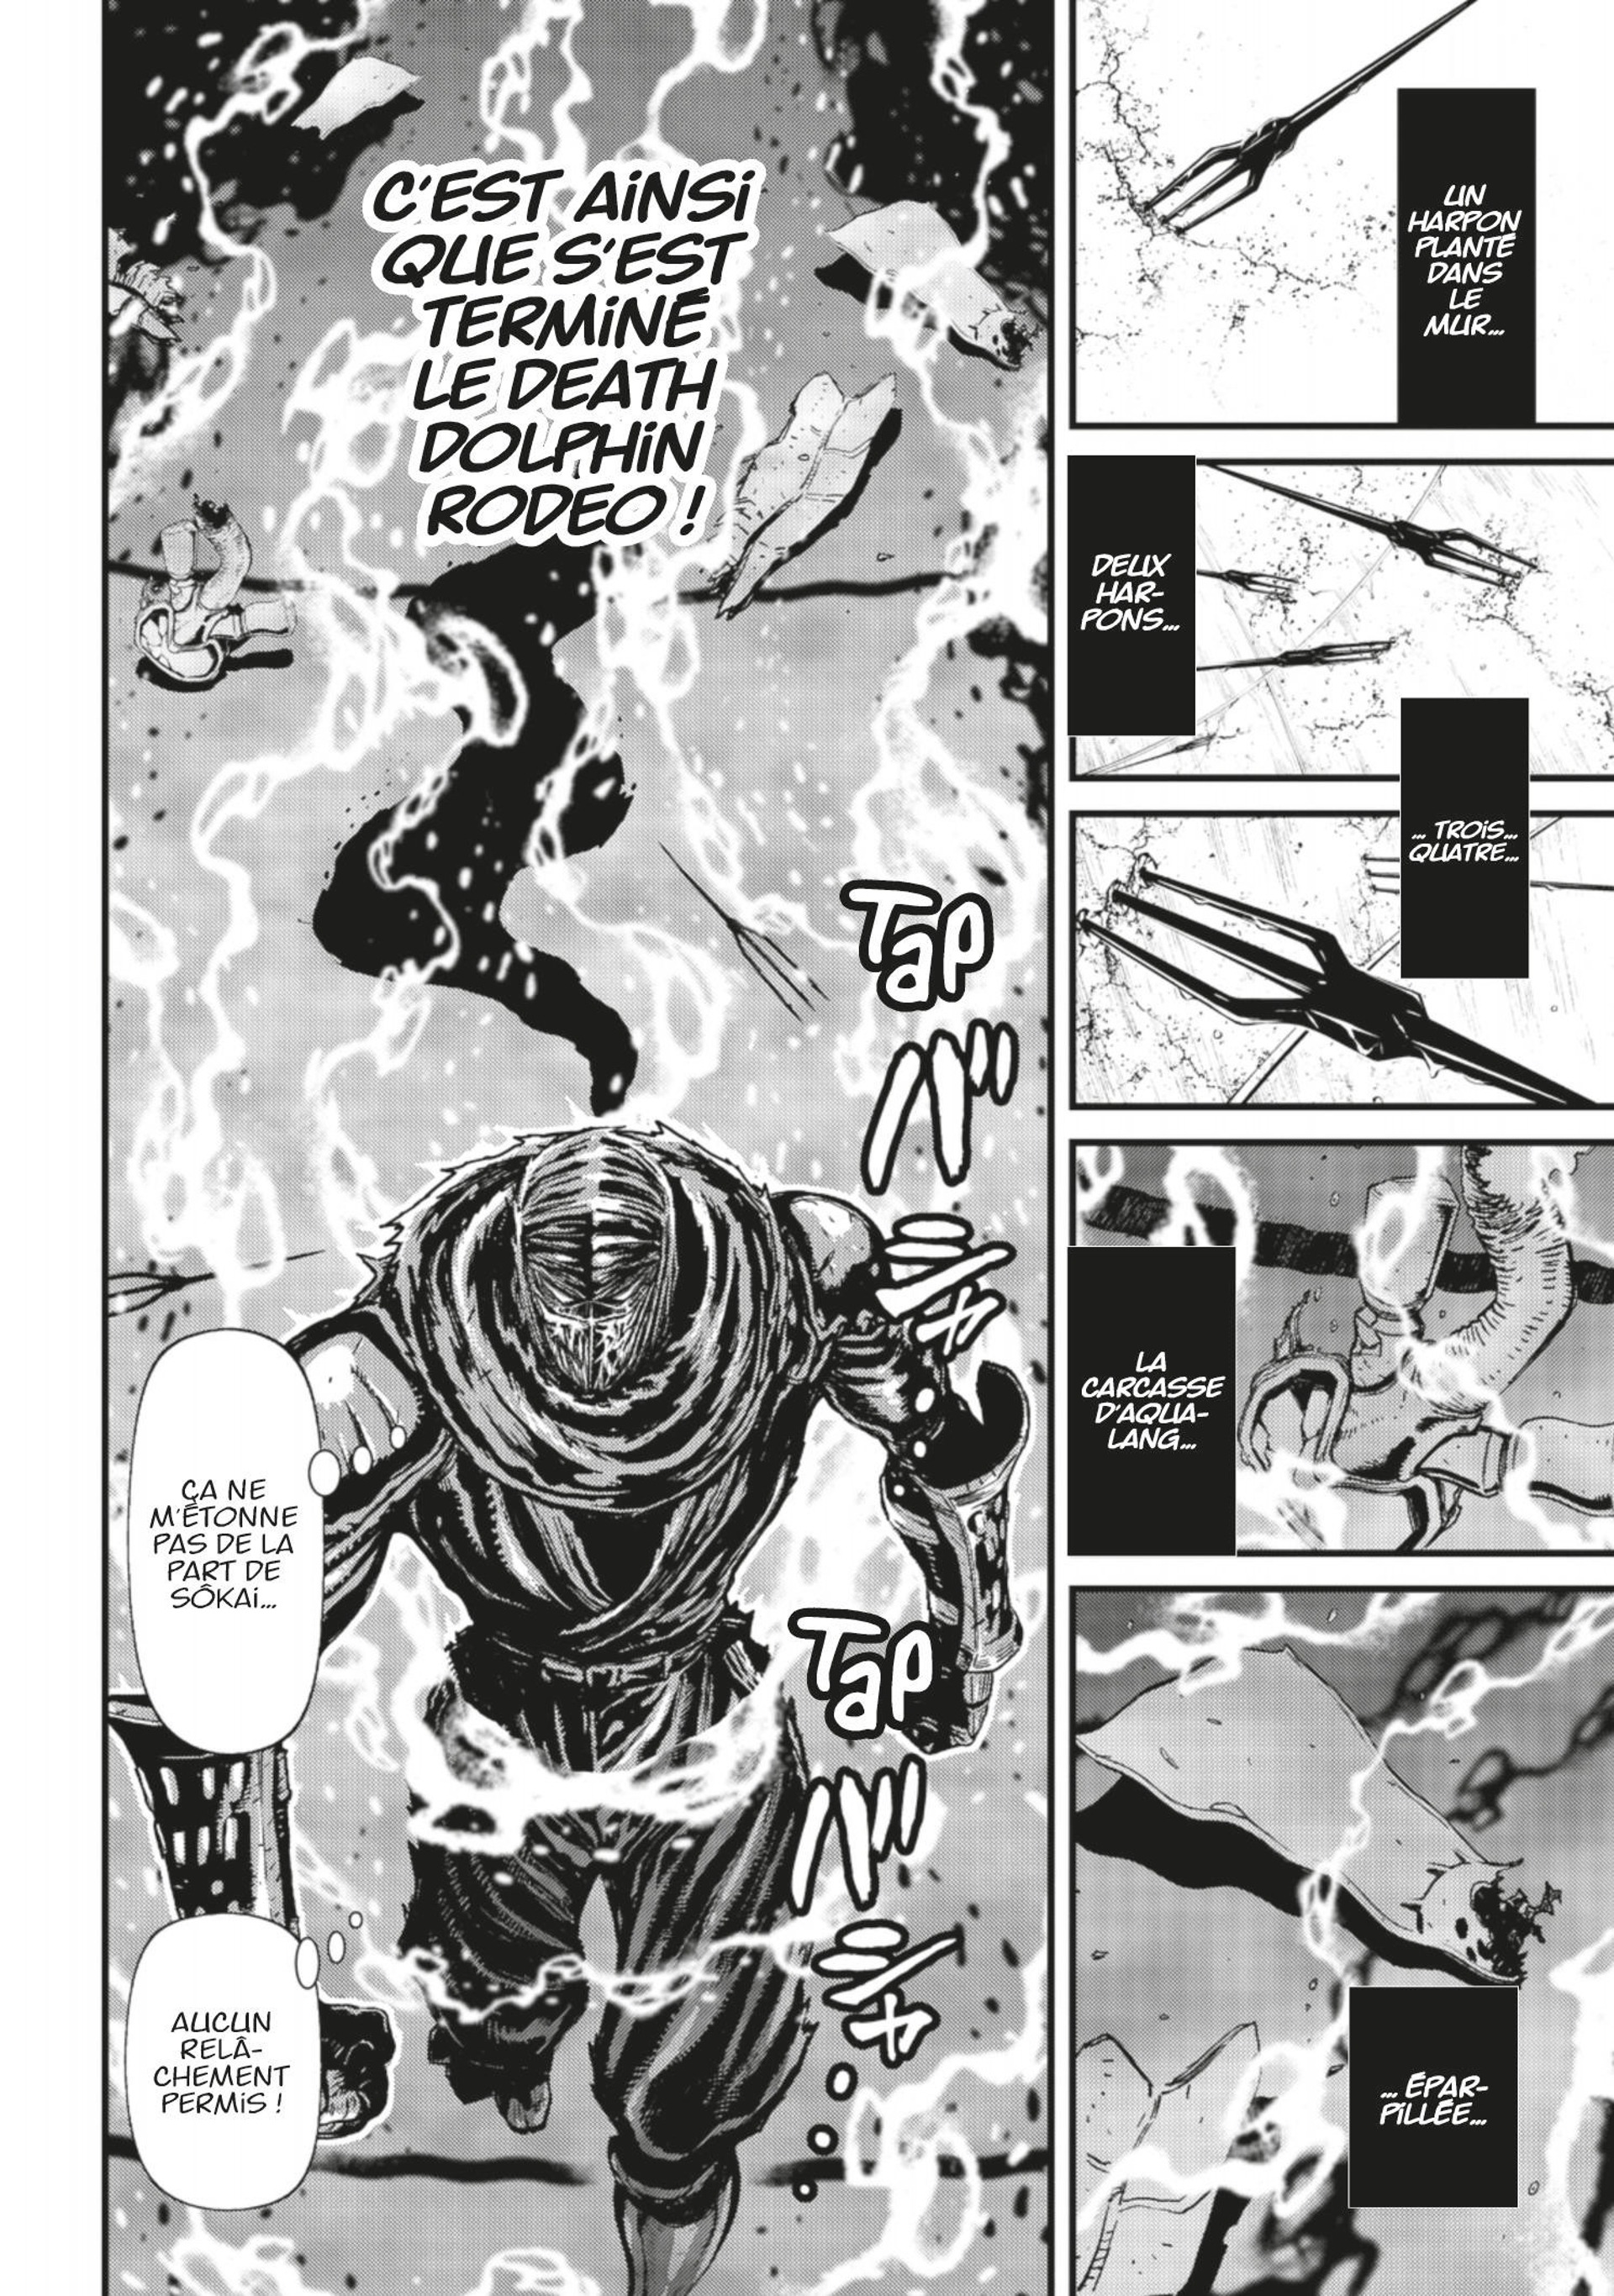 UN
HARPON
PLANTÉ
DANS
LE
MUR...
DEUX
HAR-
PONS...
... TROIS...
QUATRE...
LA
CARCASSE
D'AQUA-
LANG...
... ÉPAR-
PILLÉE...
C'EST AINSI
QUE S'EST
TERMINÉ
LE DEATH
DOLPHIN
RODEO !
TAP
バシャ
ÇA NE
M'ÉTONNE
PAS DE LA
PART DE
SÔKAI...
TAP
バシャ
AUCUN
RELÂ-
CHEMENT
PERMIS !